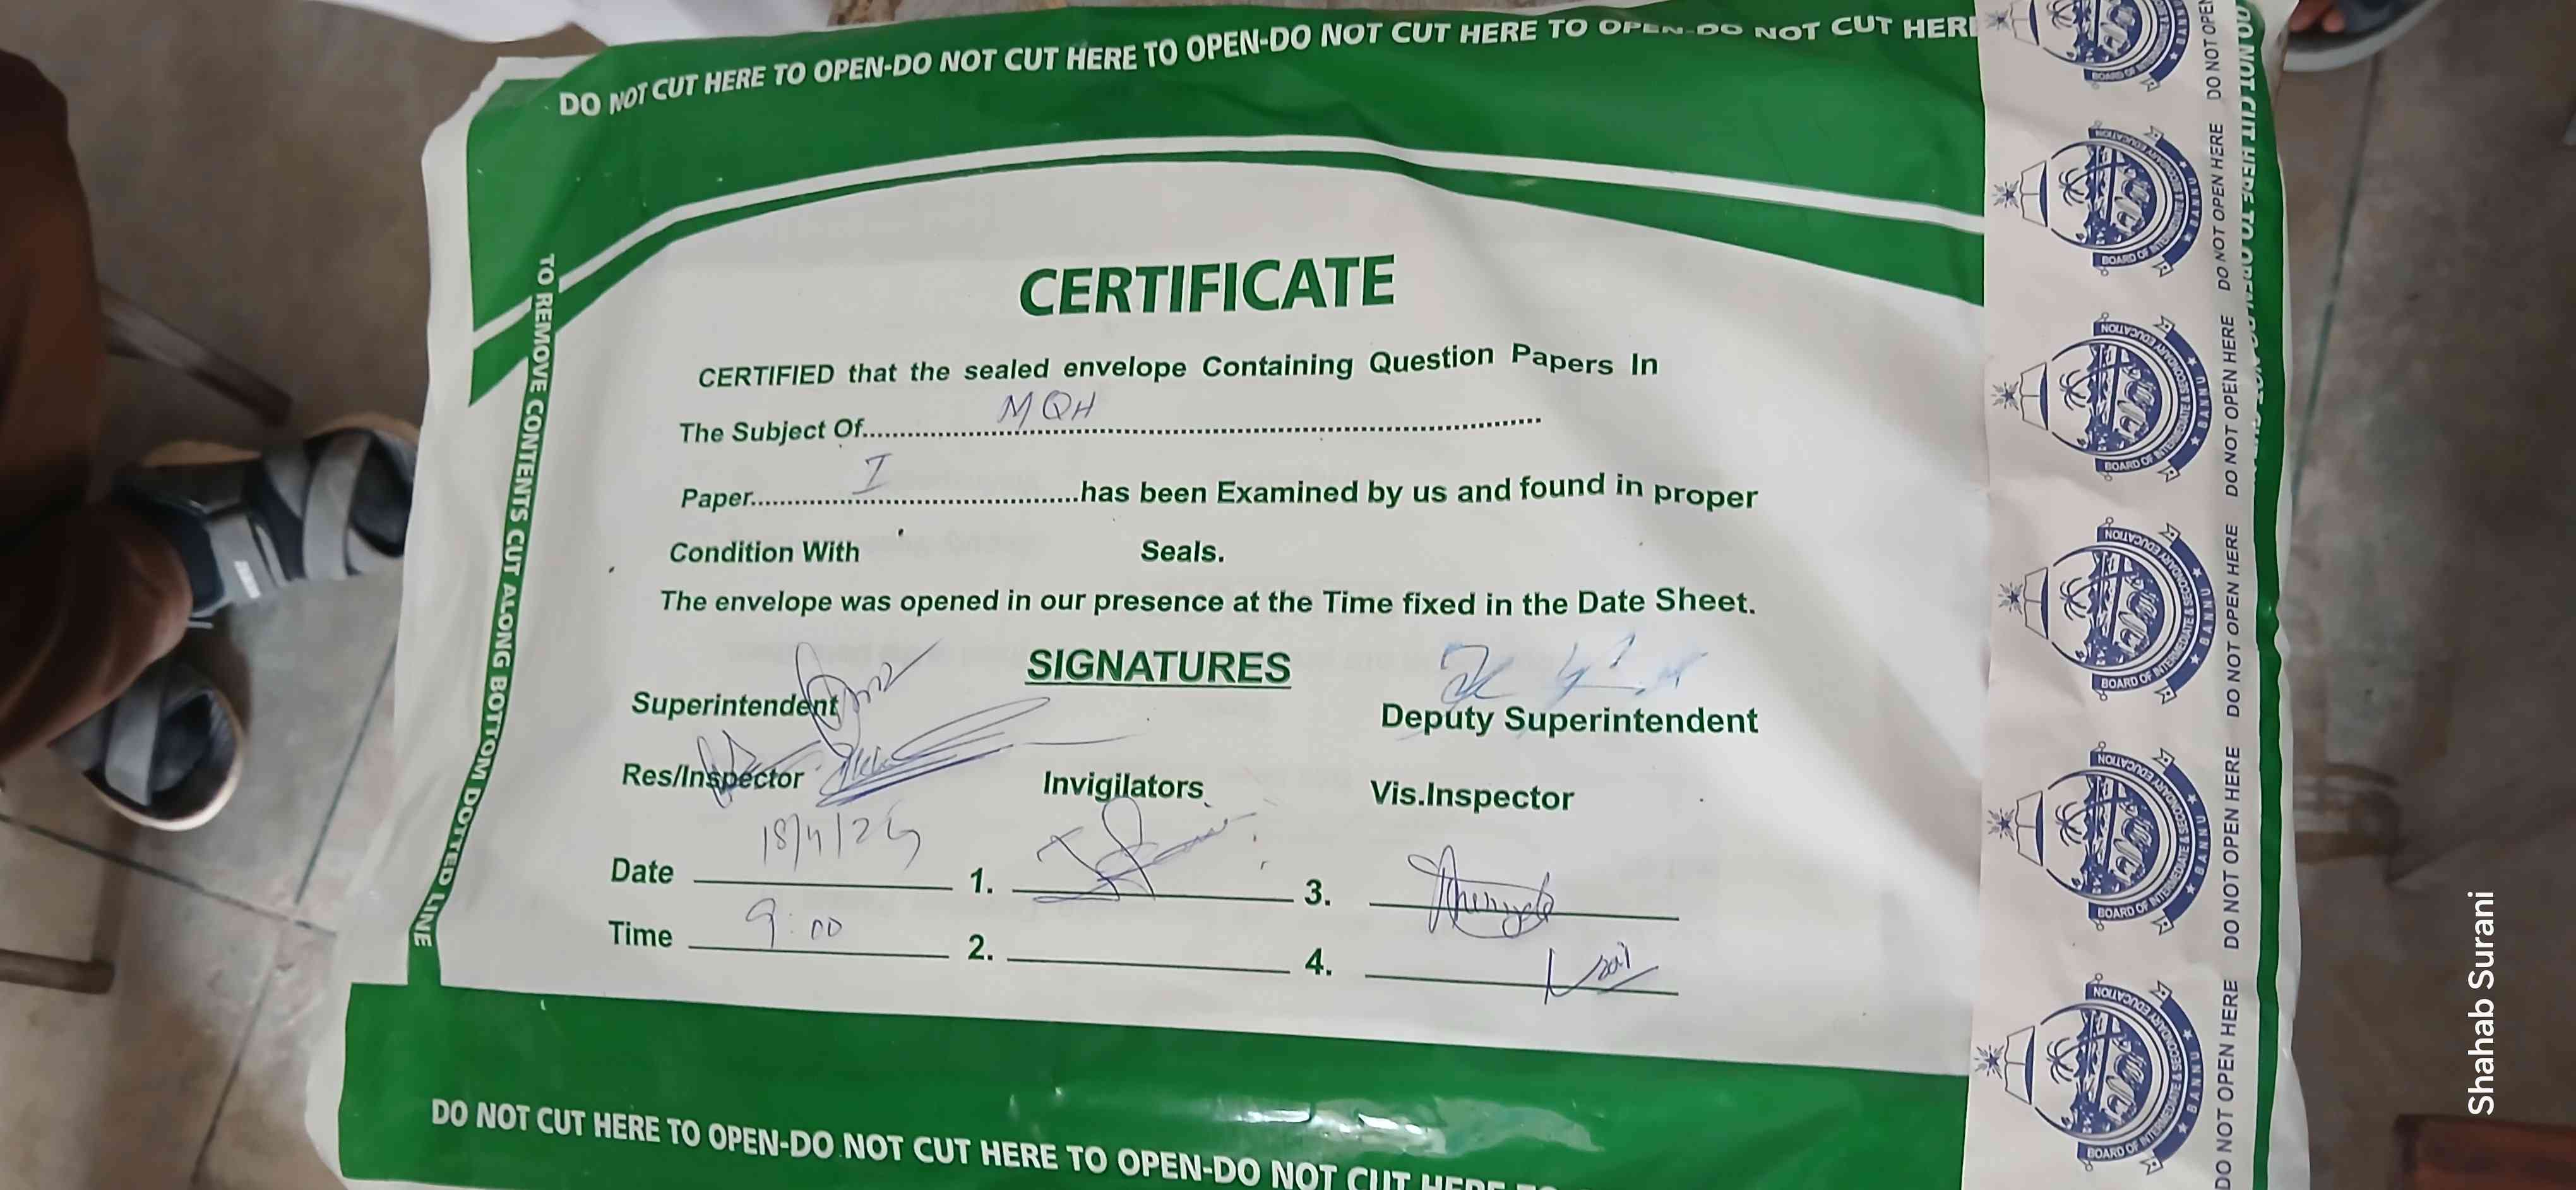 DO NOT CUT HERE TO OPEN-DO NOT CUT HERE TO OPEN-DO NOT CUT HERE TO OPEN-DO NOT CUT HERE
TO REMOVE CONTENTS CUT ALONG BOTTOM DOTTED LINE
CERTIFICATE
CERTIFIED that the sealed envelope Containing Question Papers In
The Subject Of MQH
Paper I has been Examined by us and found in proper
Condition With Seals.
The envelope was opened in our presence at the Time fixed in the Date Sheet.
SIGNATURES
Superintendent Deputy Superintendent
Res/Inspector Invigilators Vis.Inspector
Date 18/4/25 1. 3.
Time 9:00 2. 4.
DO NOT CUT HERE TO OPEN-DO NOT CUT HERE TO OPEN-DO NOT CUT HERE
BOARD OF INTERMEDIATE & SECONDARY EDUCATION
BANNU
DO NOT OPEN HERE DO NOT OPEN HERE DO NOT OPEN HERE DO NOT OPEN HERE DO NOT OPEN HERE DO NOT OPEN
DO NOT CUT HERE TO OPEN
Shahab Surani